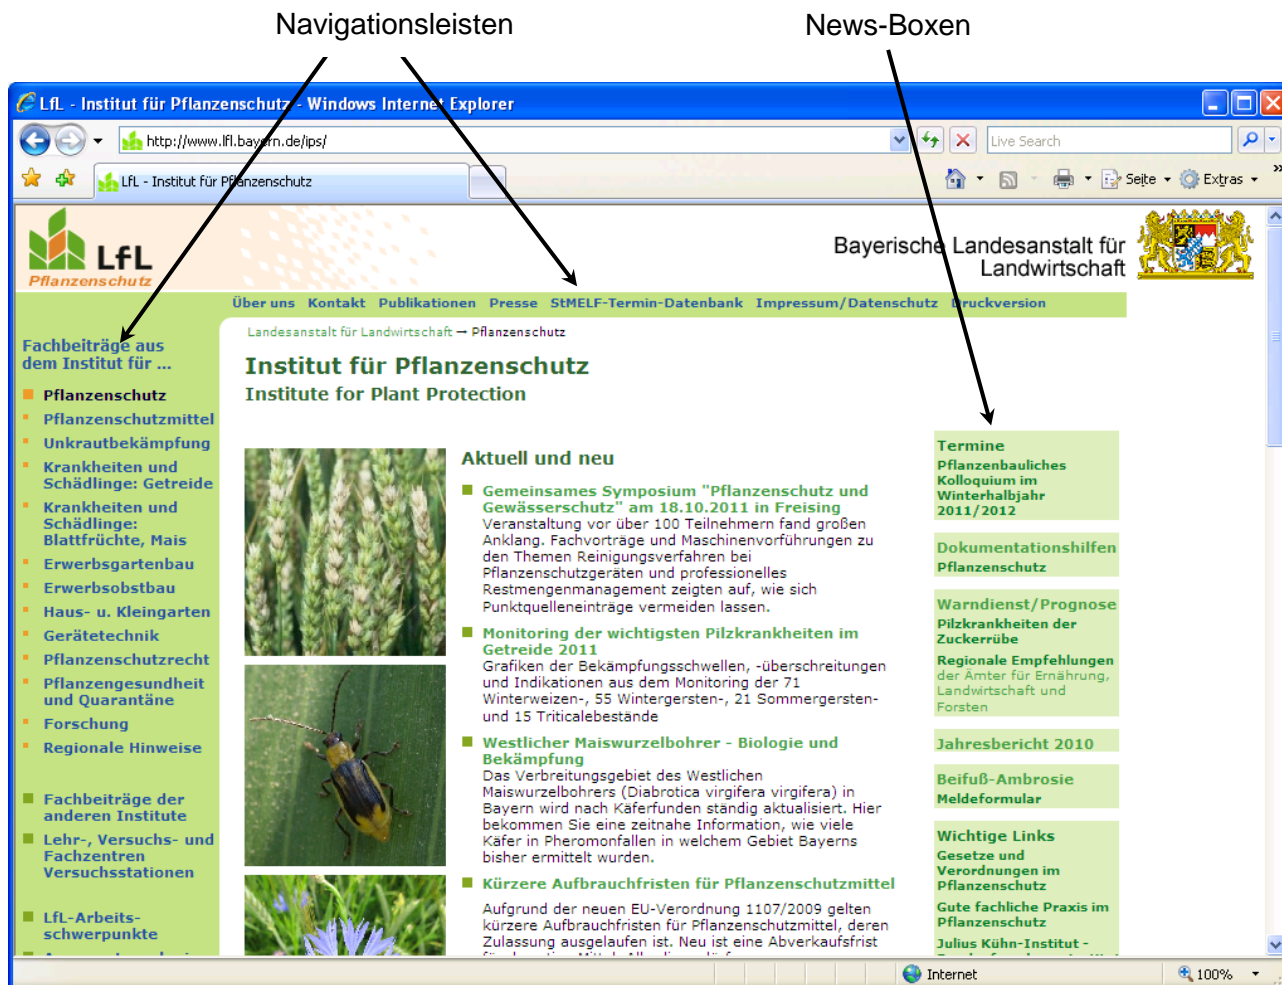 Navigationsleisten
News-Boxen
LfL - Institut für Pflanzenschutz - Windows Internet Explorer
http://www.lfl.bayern.de/ips/
Live Search
LfL - Institut für Pflanzenschutz
Seite
Extras
LfL
Pflanzenschutz
Bayerische Landesanstalt für
Landwirtschaft
Über uns Kontakt Publikationen Presse StMELF-Termin-Datenbank Impressum/Datenschutz Druckversion
Landesanstalt für Landwirtschaft → Pflanzenschutz
Fachbeiträge aus
dem Institut für ...
Pflanzenschutz
Pflanzenschutzmittel
Unkrautbekämpfung
Krankheiten und
Schädlinge: Getreide
Krankheiten und
Schädlinge:
Blattfrüchte, Mais
Erwerbsgartenbau
Erwerbsobstbau
Haus- u. Kleingarten
Gerätetechnik
Pflanzenschutzrecht
Pflanzengesundheit
und Quarantäne
Forschung
Regionale Hinweise
Fachbeiträge der
anderen Institute
Lehr-, Versuchs- und
Fachzentren
Versuchsstationen
LfL-Arbeits-
schwerpunkte
Institut für Pflanzenschutz
Institute for Plant Protection
Aktuell und neu
Gemeinsames Symposium "Pflanzenschutz und
Gewässerschutz" am 18.10.2011 in Freising
Veranstaltung vor über 100 Teilnehmern fand großen
Anklang. Fachvorträge und Maschinenvorführungen zu
den Themen Reinigungsverfahren bei
Pflanzenschutzgeräten und professionelles
Restmengenmanagement zeigten auf, wie sich
Punktquelleneinträge vermeiden lassen.
Monitoring der wichtigsten Pilzkrankheiten im
Getreide 2011
Grafiken der Bekämpfungsschwellen, -überschreitungen
und Indikationen aus dem Monitoring der 71
Winterweizen-, 55 Wintergersten-, 21 Sommergersten-
und 15 Triticalebestände
Westlicher Maiswurzelbohrer - Biologie und
Bekämpfung
Das Verbreitungsgebiet des Westlichen
Maiswurzelbohrers (Diabrotica virgifera virgifera) in
Bayern wird nach Käferfunden ständig aktualisiert. Hier
bekommen Sie eine zeitnahe Information, wie viele
Käfer in Pheromonfallen in welchem Gebiet Bayerns
bisher ermittelt wurden.
Kürzere Aufbrauchfristen für Pflanzenschutzmittel
Aufgrund der neuen EU-Verordnung 1107/2009 gelten
kürzere Aufbrauchfristen für Pflanzenschutzmittel, deren
Zulassung ausgelaufen ist. Neu ist eine Abverkaufsfrist
Termine
Pflanzenbauliches
Kolloquium im
Winterhalbjahr
2011/2012
Dokumentationshilfen
Pflanzenschutz
Warndienst/Prognose
Pilzkrankheiten der
Zuckerrübe
Regionale Empfehlungen
der Ämter für Ernährung,
Landwirtschaft und
Forsten
Jahresbericht 2010
Beifuß-Ambrosie
Meldeformular
Wichtige Links
Gesetze und
Verordnungen im
Pflanzenschutz
Gute fachliche Praxis im
Pflanzenschutz
Julius Kühn-Institut -
Internet
100%